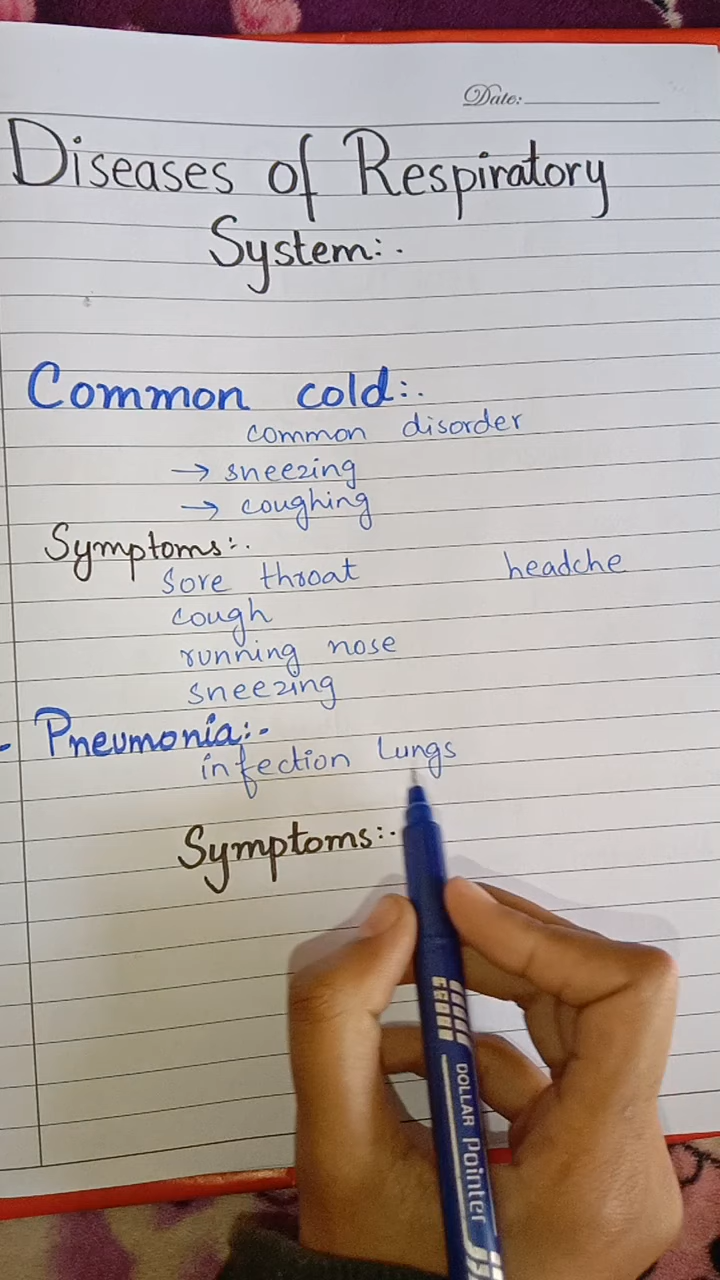 Date:
Diseases of Respiratory
System:.
Common cold:.
common disorder
→ sneezing
→ coughing
Symptoms:.
sore throat headche
cough
running nose
sneezing
Pneumonia:-
infection Lungs
Symptoms:.
DOLLAR Pointer